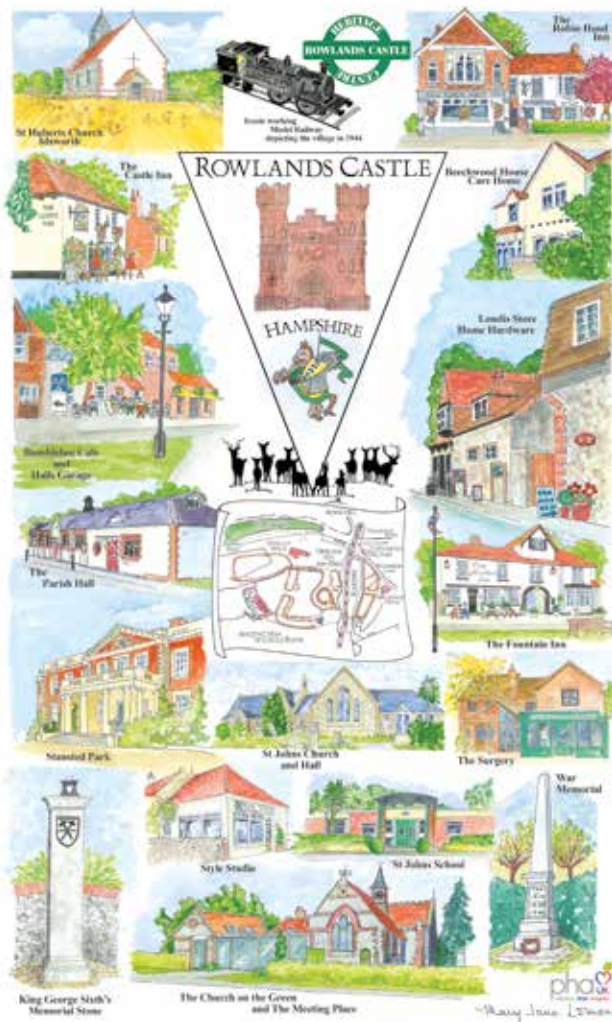 St Huberts Church
Idsworth
HERITAGE
ROWLANDS CASTLE
CENTRE
Model Railway
depicting the village in 1944
The
Robin Hood
Inn
The
Castle Inn
ROWLANDS CASTLE
Beechwood House
Care Home
HAMPSHIRE
Londis Store
Home Hardware
Bumblebee Cafe
and
Halls Garage
The
Parish Hall
The Fountain Inn
Stansted Park
St Johns Church
and Hall
The Surgery
Style Studio
St Johns School
War
Memorial
King George Sixth's
Memorial Stone
The Church on the Green
and The Meeting Place
pha
Mary Jane